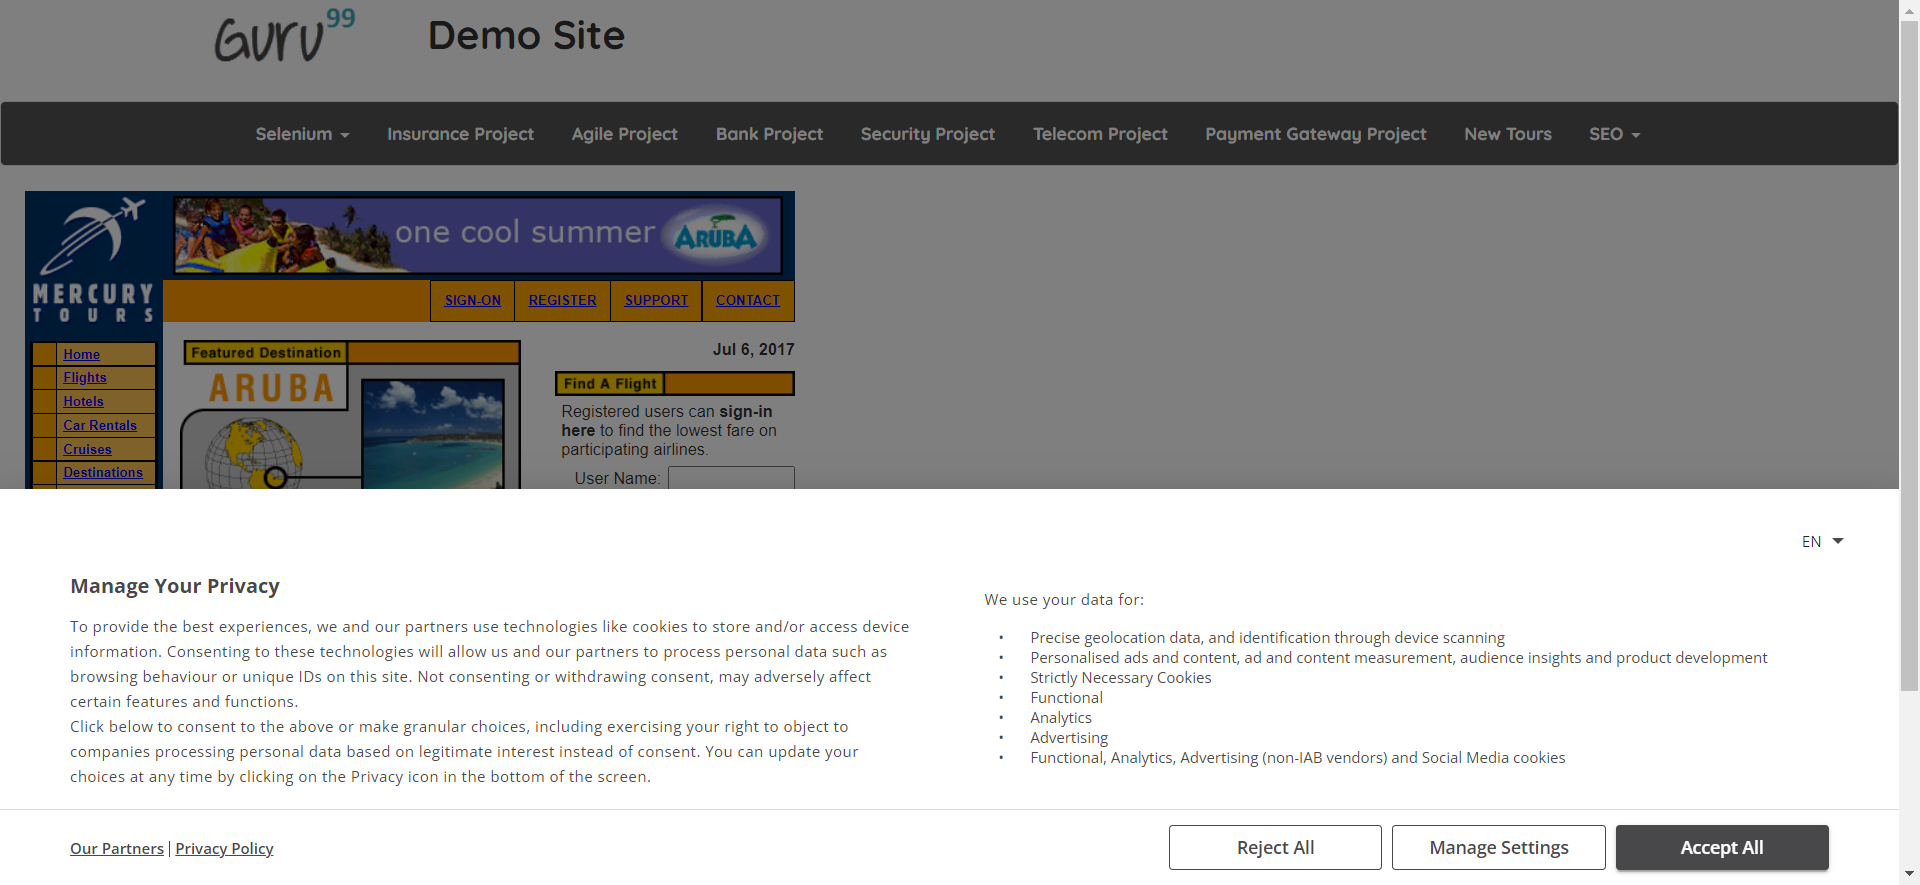 Guru99
Demo Site
Selenium
Insurance Project
Agile Project
Bank Project
Security Project
Telecom Project
Payment Gateway Project
New Tours
SEO
MERCURY
TOURS
one cool summer
ARUBA
SIGN-ON
REGISTER
SUPPORT
CONTACT
Home
Flights
Hotels
Car Rentals
Cruises
Destinations
Featured Destination
ARUBA
Jul 6, 2017
Find A Flight
Registered users can sign-in
here to find the lowest fare on
participating airlines.
User Name:
EN
Manage Your Privacy
To provide the best experiences, we and our partners use technologies like cookies to store and/or access device
information. Consenting to these technologies will allow us and our partners to process personal data such as
browsing behaviour or unique IDs on this site. Not consenting or withdrawing consent, may adversely affect
certain features and functions.
Click below to consent to the above or make granular choices, including exercising your right to object to
companies processing personal data based on legitimate interest instead of consent. You can update your
choices at any time by clicking on the Privacy icon in the bottom of the screen.
We use your data for:
• Precise geolocation data, and identification through device scanning
• Personalised ads and content, ad and content measurement, audience insights and product development
• Strictly Necessary Cookies
• Functional
• Analytics
• Advertising
• Functional, Analytics, Advertising (non-IAB vendors) and Social Media cookies
Our Partners | Privacy Policy
Reject All
Manage Settings
Accept All